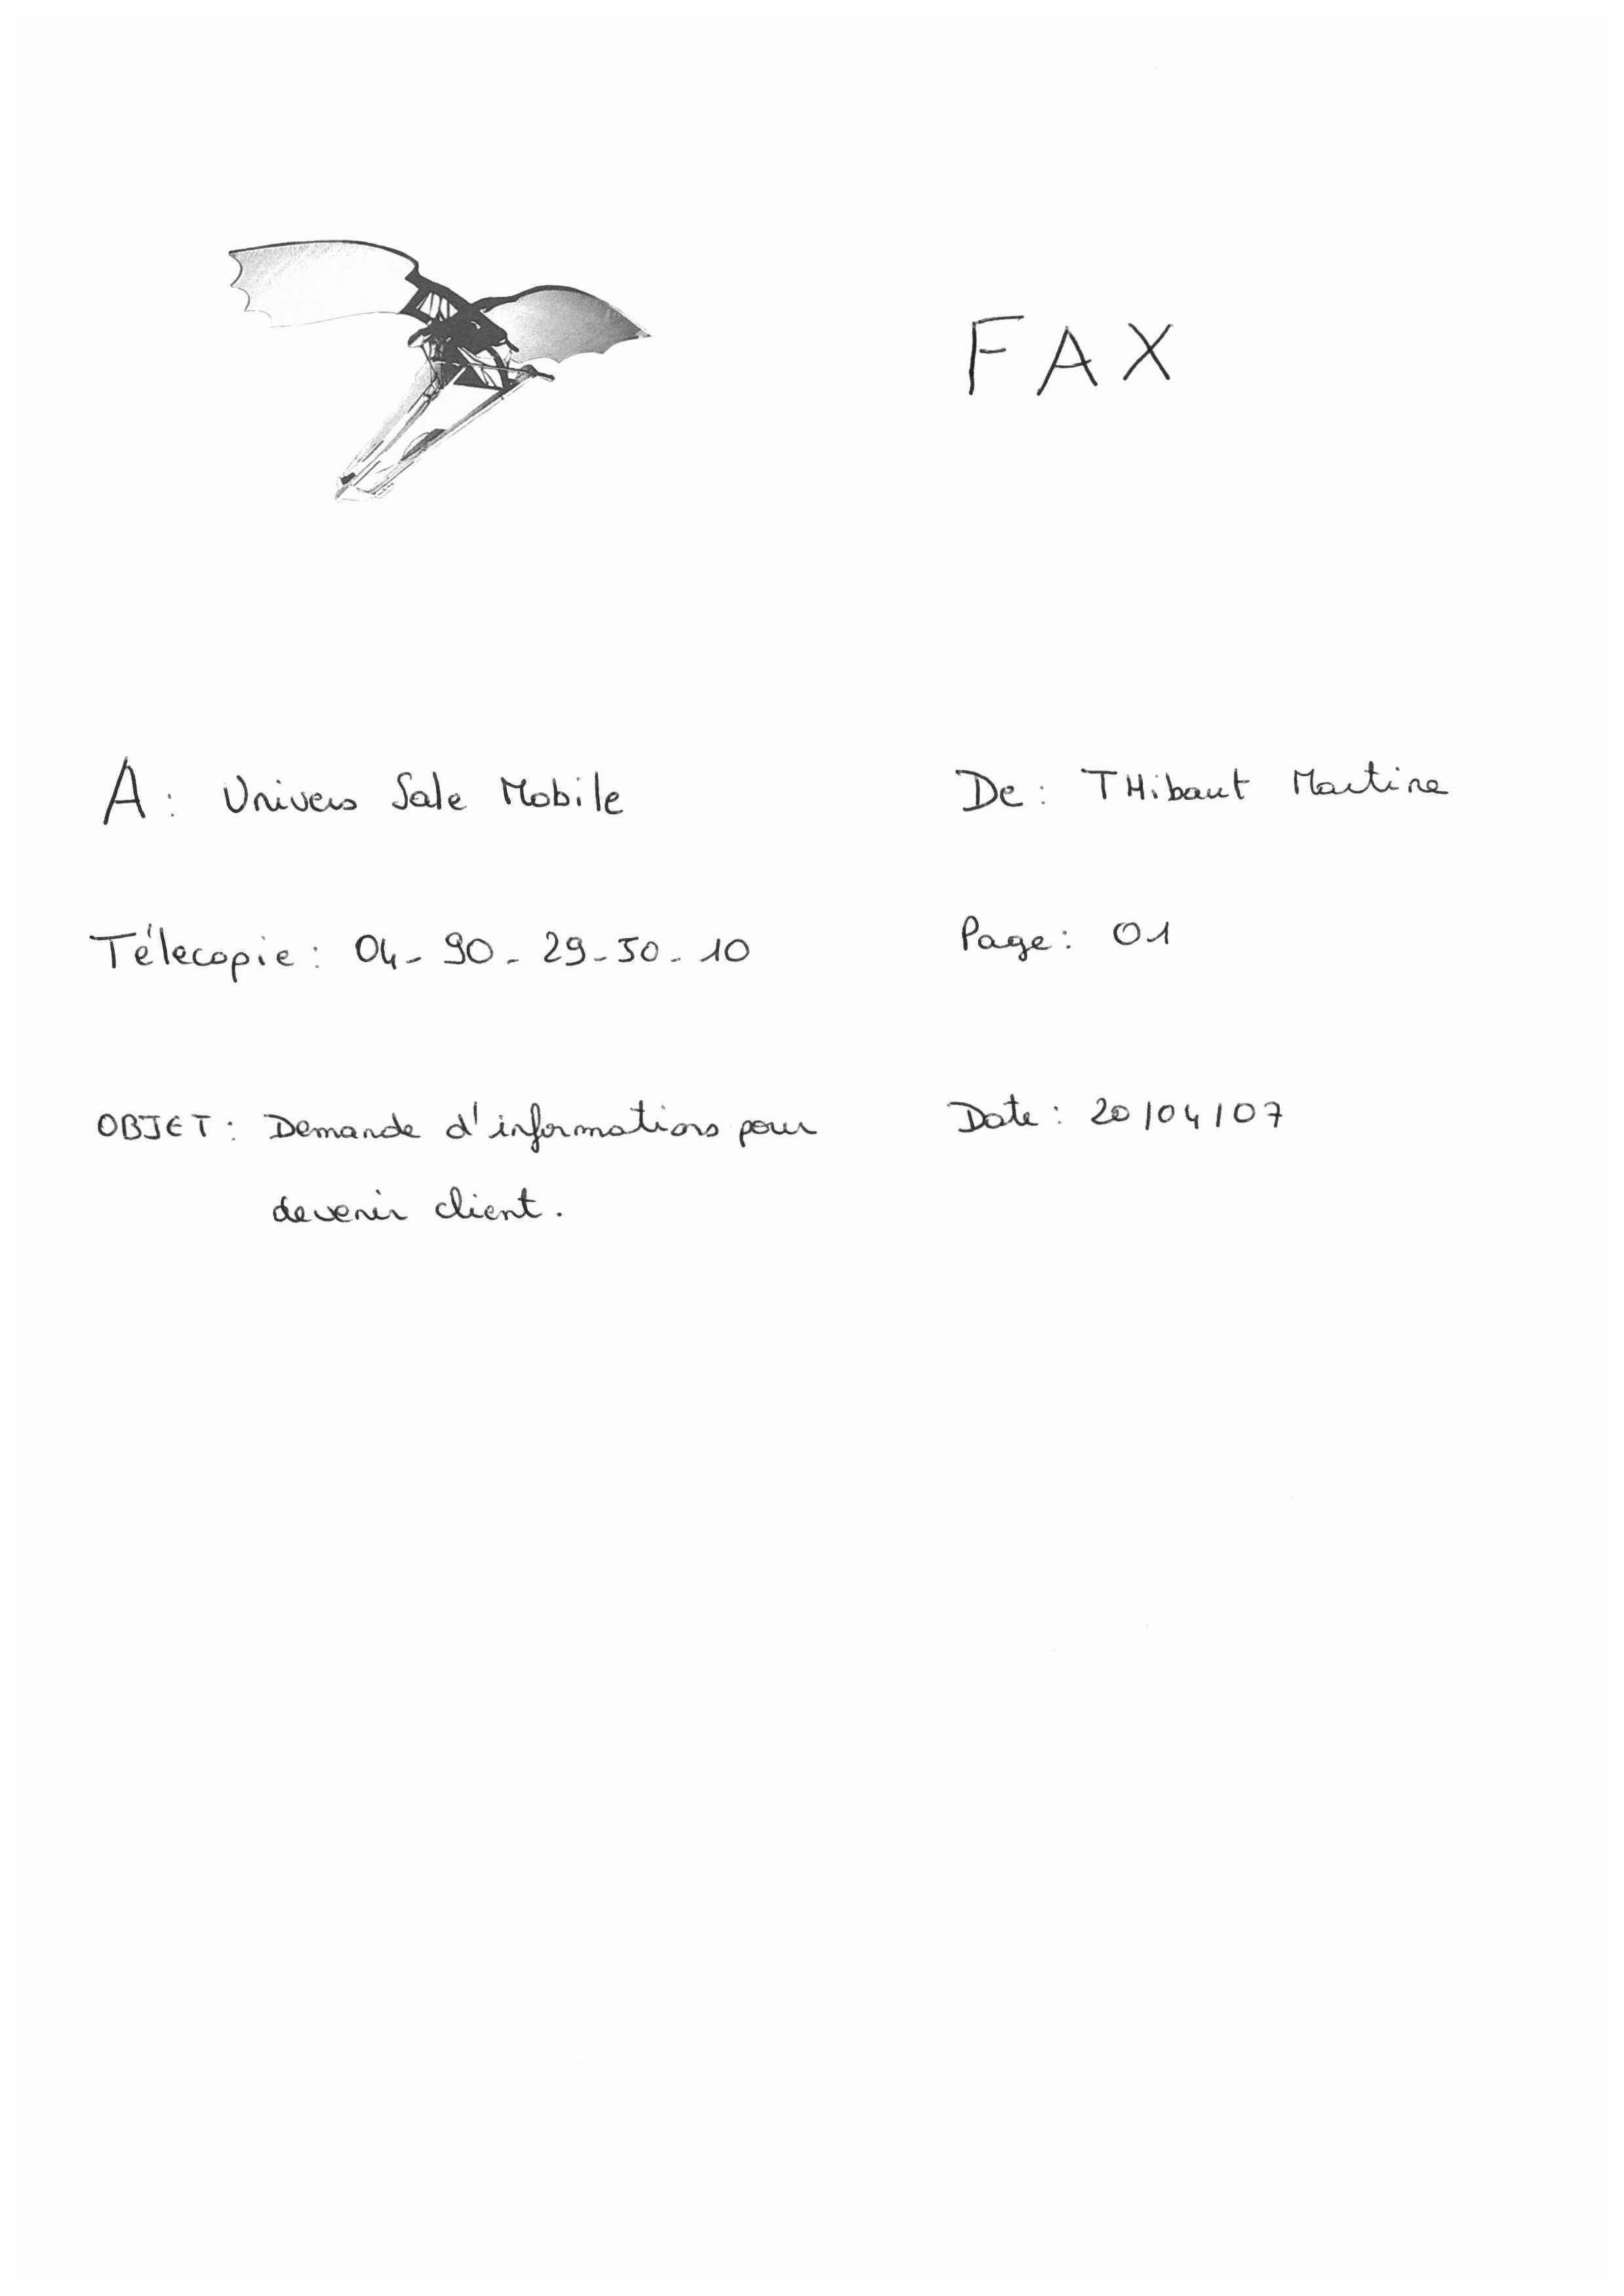 FAX
A : Univers Sale Mobile
De : THibaut Martine
Télecopie : 04-90-29-50-10
Page : 01
OBJET : Demande d'informations pour
devenir client.
Date : 20/04/07